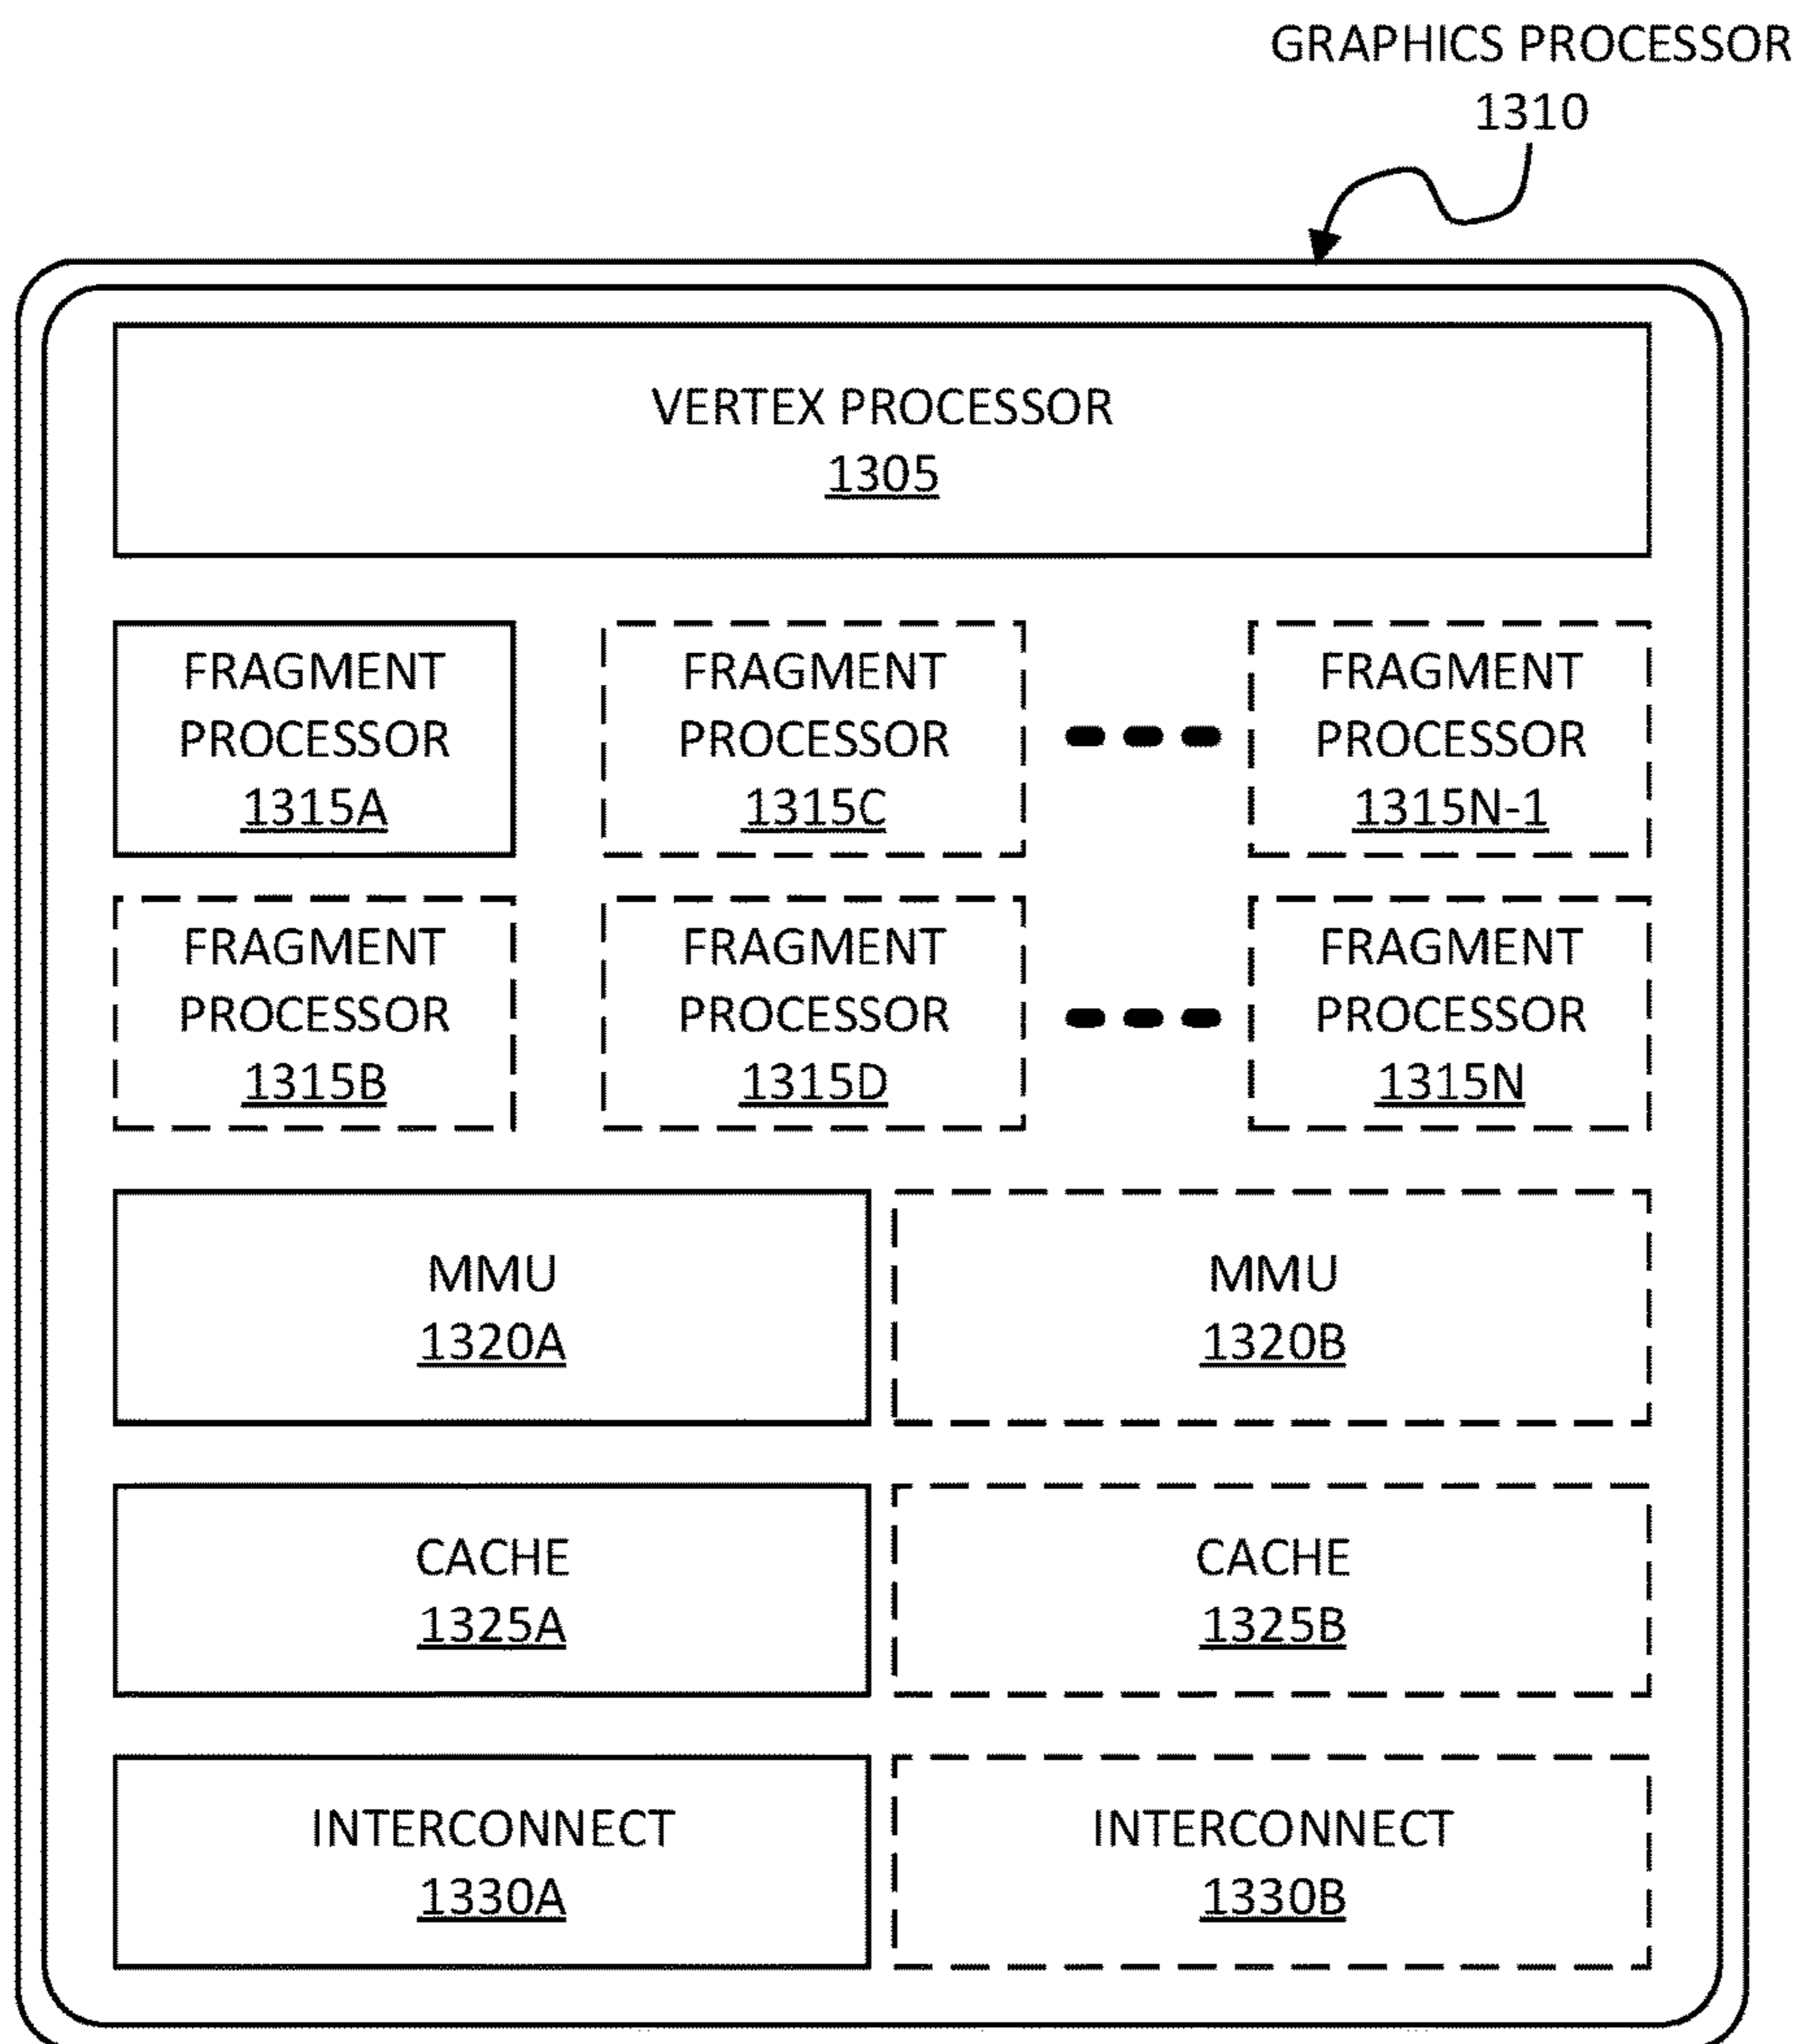 GRAPHICS PROCESSOR
1310
VERTEX PROCESSOR
1305
FRAGMENT
PROCESSOR
1315A
FRAGMENT
PROCESSOR
1315C
FRAGMENT
PROCESSOR
1315N-1
FRAGMENT
PROCESSOR
1315B
FRAGMENT
PROCESSOR
1315D
FRAGMENT
PROCESSOR
1315N
MMU
1320A
MMU
1320B
CACHE
1325A
CACHE
1325B
INTERCONNECT
1330A
INTERCONNECT
1330B